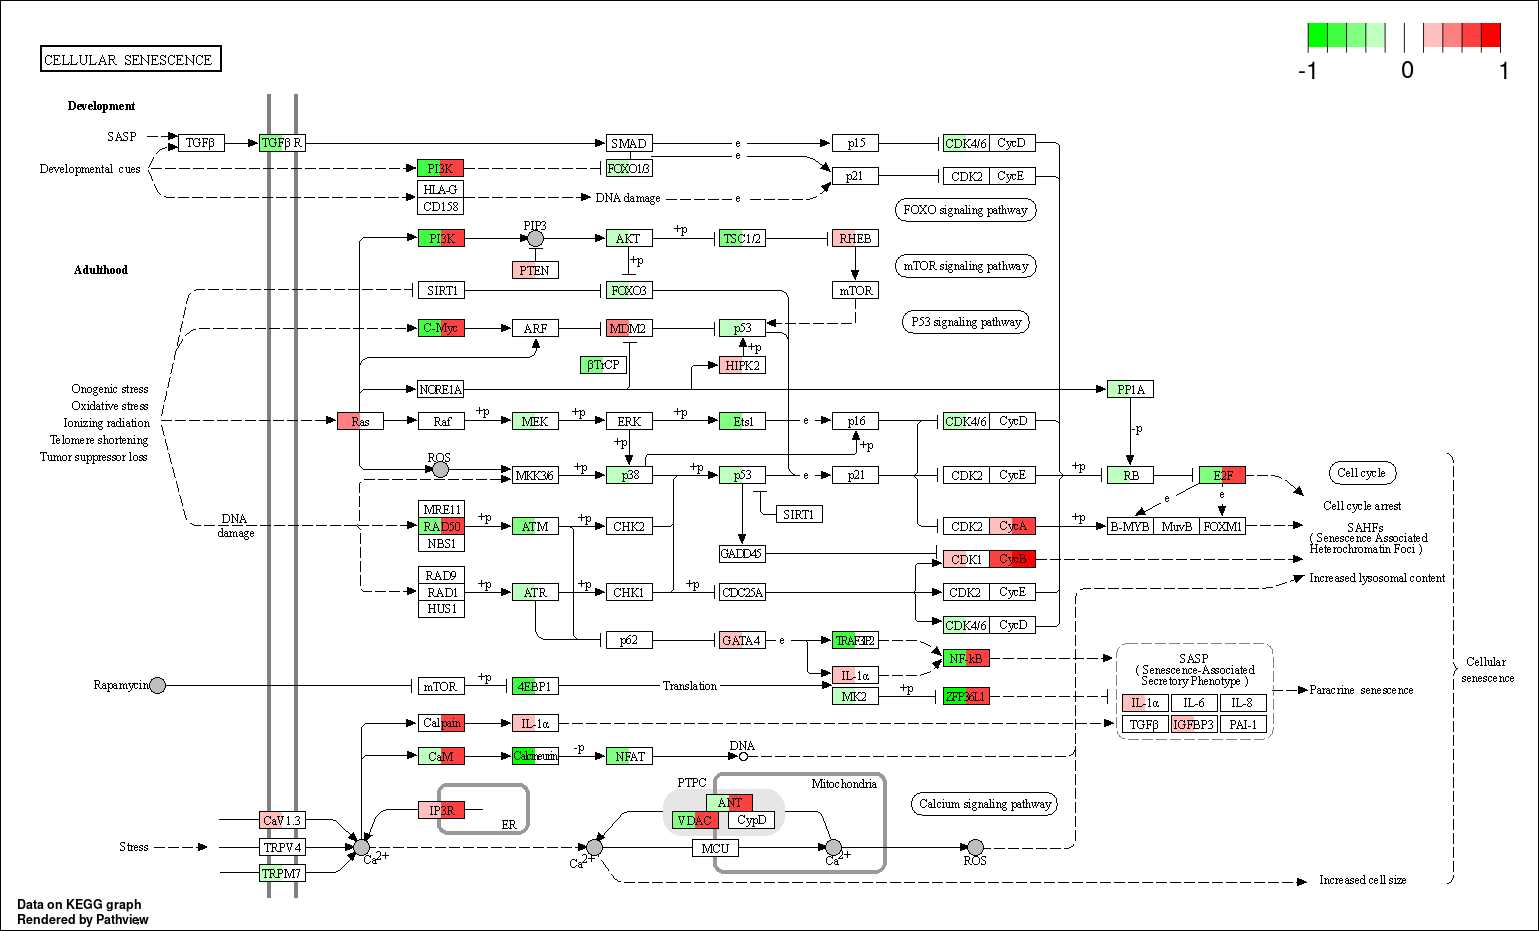 -1 0 1
CELLULAR SENESCENCE
Development
SASP
TGFβ
TGFβ R
SMAD
e
p15
CDK4/6
CycD
e
Developmental cues
PI3K
FOXO1/3
p21
CDK2
CycE
HLA-G
CD158
DNA damage
e
FOXO signaling pathway
PIP3
PI3K
AKT
+p
TSC1/2
RHEB
+p
PTEN
mTOR signaling pathway
Adulthood
SIRT1
FOXO3
mTOR
C-Myc
ARF
MDM2
p53
P53 signaling pathway
+p
βTrCP
HIPK2
Onogenic stress
Oxidative stress
Ionizing radiation
Telomere shortening
Tumor suppressor loss
NORE1A
PP1A
Ras
Raf
+p
MEK
+p
ERK
+p
Ets1
e
p16
CDK4/6
CycD
-p
+p
+p
ROS
MKK3/6
+p
p38
+p
p53
e
p21
CDK2
CycE
+p
RB
E2F
Cell cycle
e
e
Cell cycle arrest
MRE11
RAD50
NBS1
DNA
damage
+p
ATM
+p
CHK2
SIRT1
CDK2
CycA
+p
B-MYB
MuvB
FOXM1
SAHFs
( Senescence Associated
Heterochromatin Foci )
GADD45
CDK1
CycB
RAD9
RAD1
HUS1
+p
ATR
+p
CHK1
+p
CDC25A
CDK2
CycE
Increased lysosomal content
CDK4/6
CycD
p62
GATA4
e
TRAF3IP2
NF-kB
IL-1α
SASP
( Senescence-Associated
Secretory Phenotype )
Cellular
senescence
Rapamycin
mTOR
+p
4EBP1
Translation
MK2
+p
ZFP36L1
IL-1α
IL-6
IL-8
Paracrine senescence
TGFβ
IGFBP3
PAI-1
Calpain
IL-1α
CaM
Calcineurin
-p
NFAT
DNA
PTPC
Mitochondria
IP3R
ER
ANT
VDAC
CypD
Calcium signaling pathway
CaV1.3
Stress
TRPV4
Ca2+
Ca2+
MCU
Ca2+
ROS
TRPM7
Increased cell size
Data on KEGG graph
Rendered by Pathview